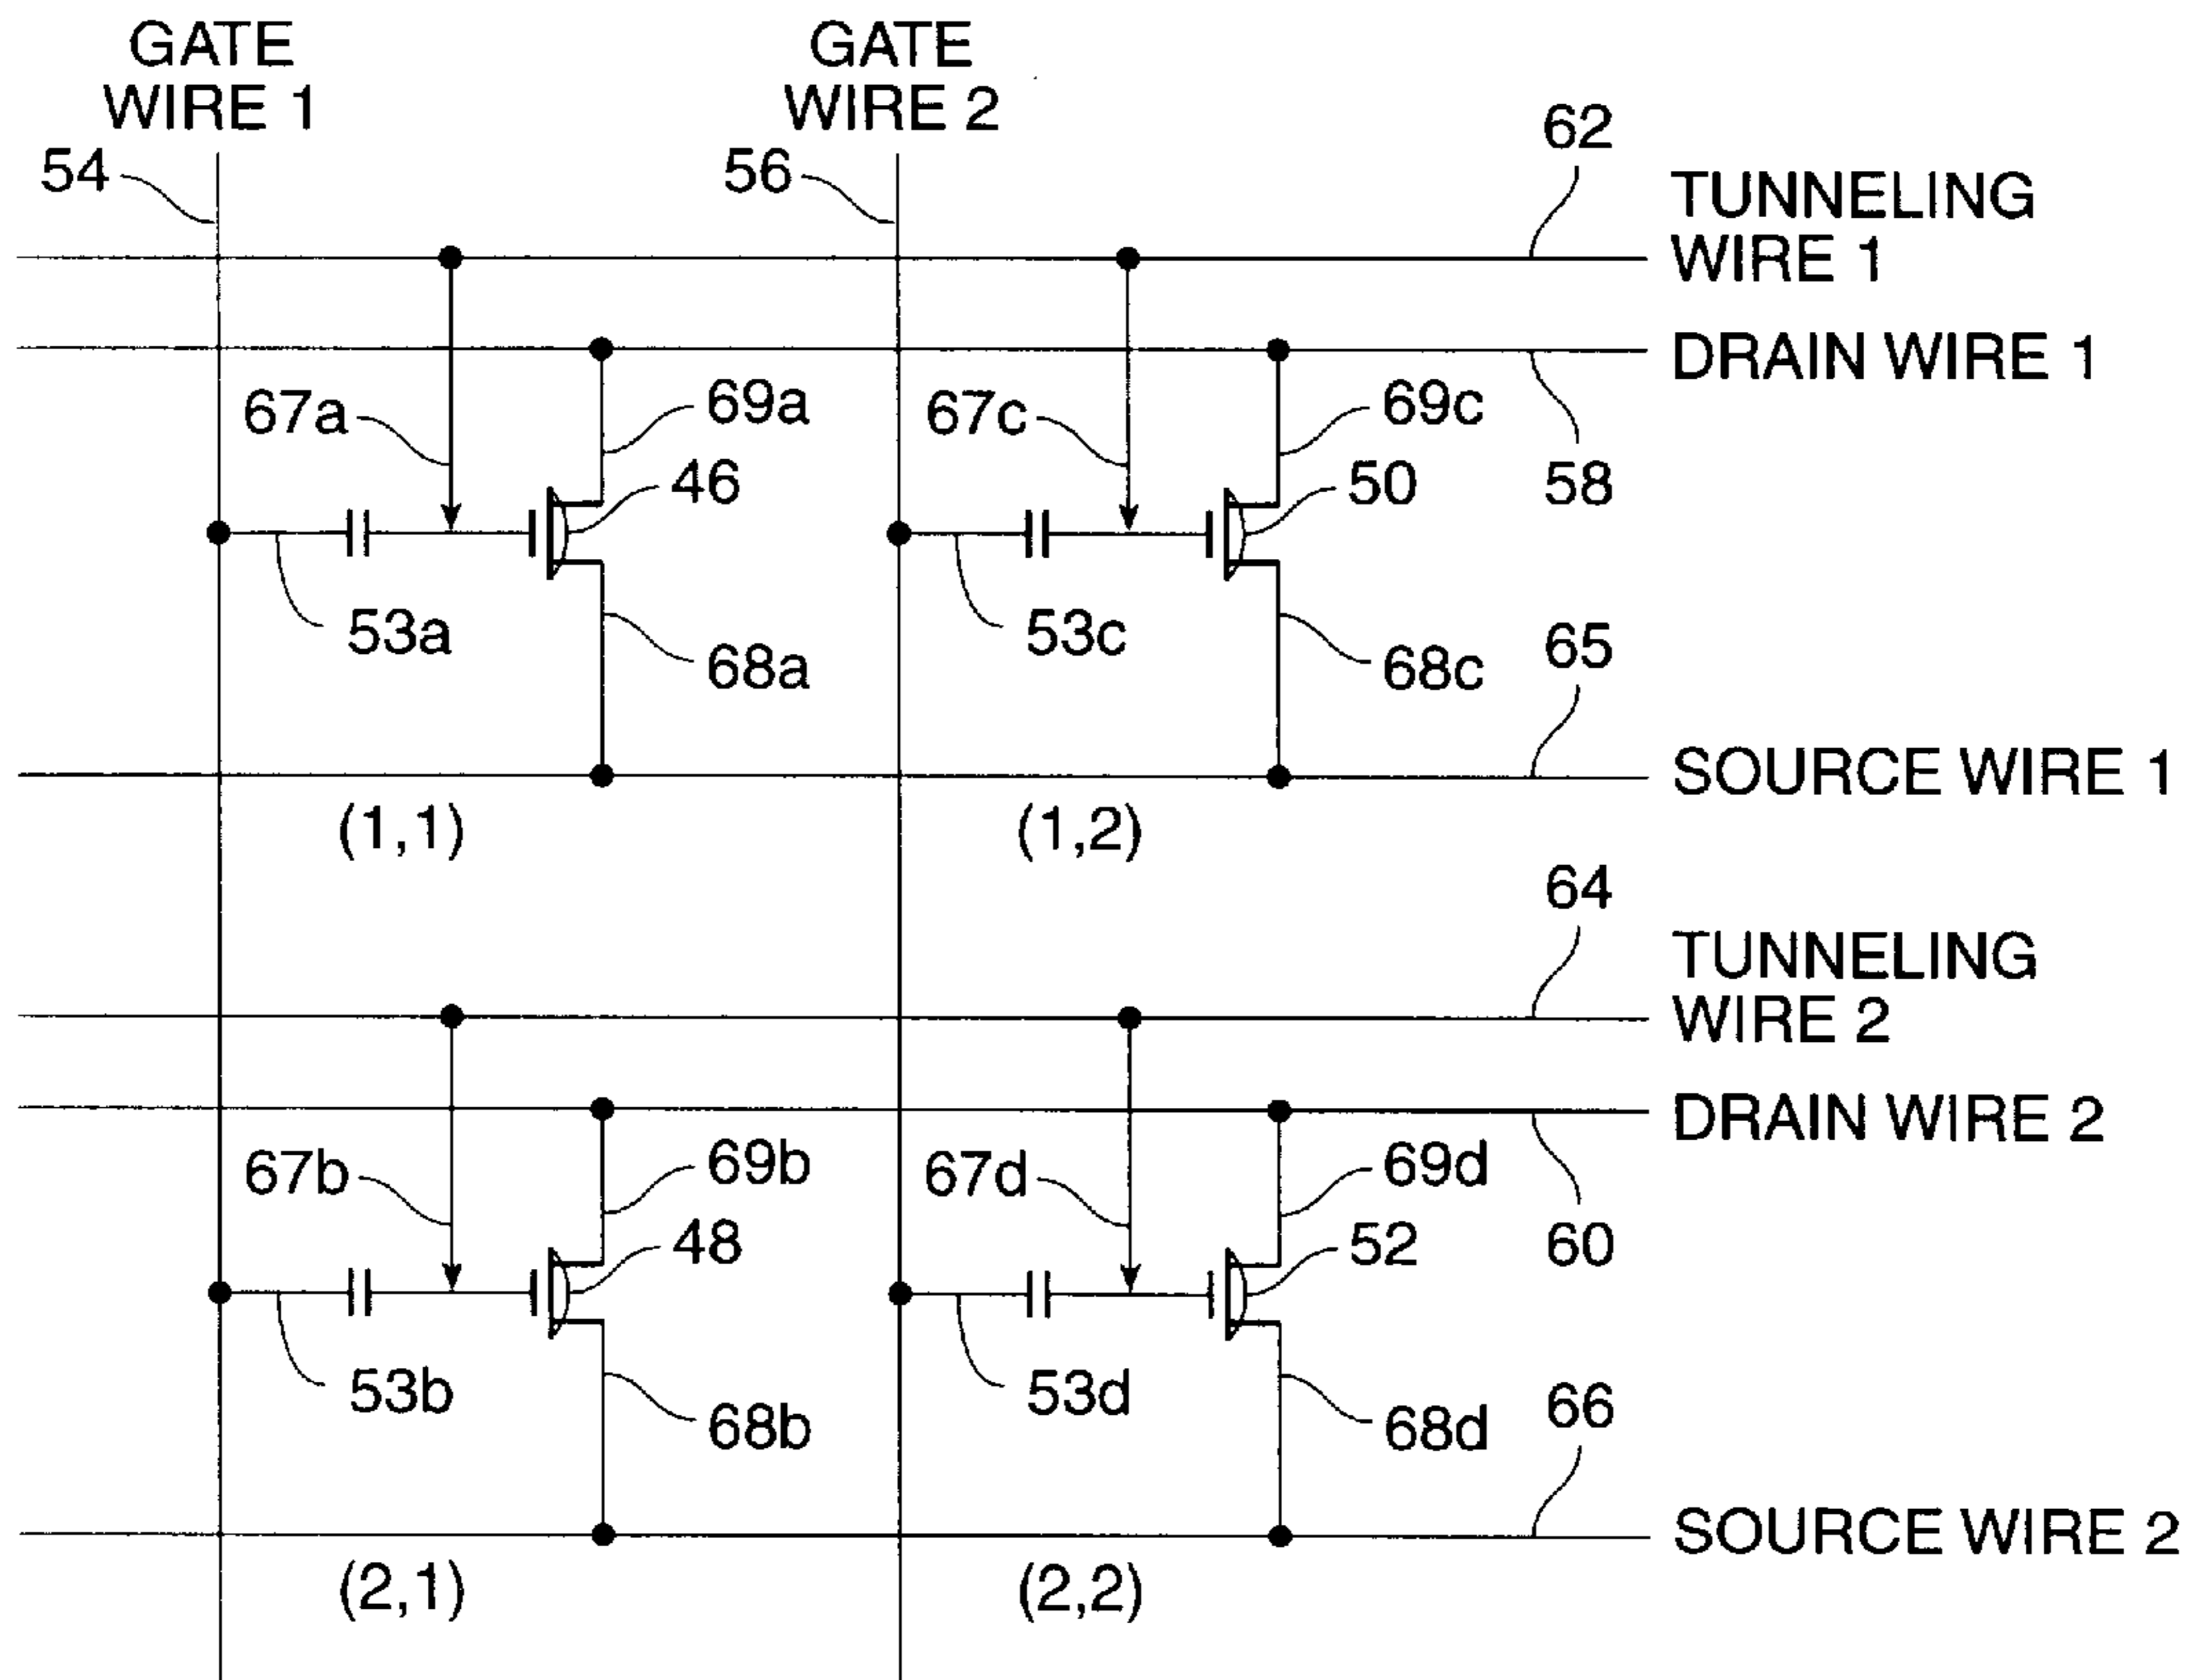 GATE
WIRE 1
GATE
WIRE 2
54
56
62
TUNNELING
WIRE 1
DRAIN WIRE 1
67a
69a
67c
69c
46
50
58
53a
68a
53c
68c
65
SOURCE WIRE 1
(1,1)
(1,2)
64
TUNNELING
WIRE 2
DRAIN WIRE 2
67b
69b
67d
69d
48
52
60
53b
68b
53d
68d
66
SOURCE WIRE 2
(2,1)
(2,2)